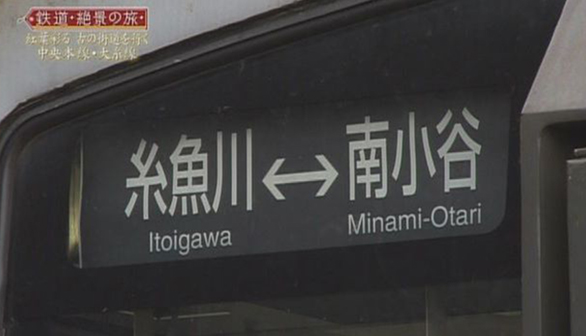 鉄道・絶景の旅
紅葉彩る 古の街道を行く
中央本線・大糸線
糸魚川↔南小谷
Itoigawa Minami-Otari